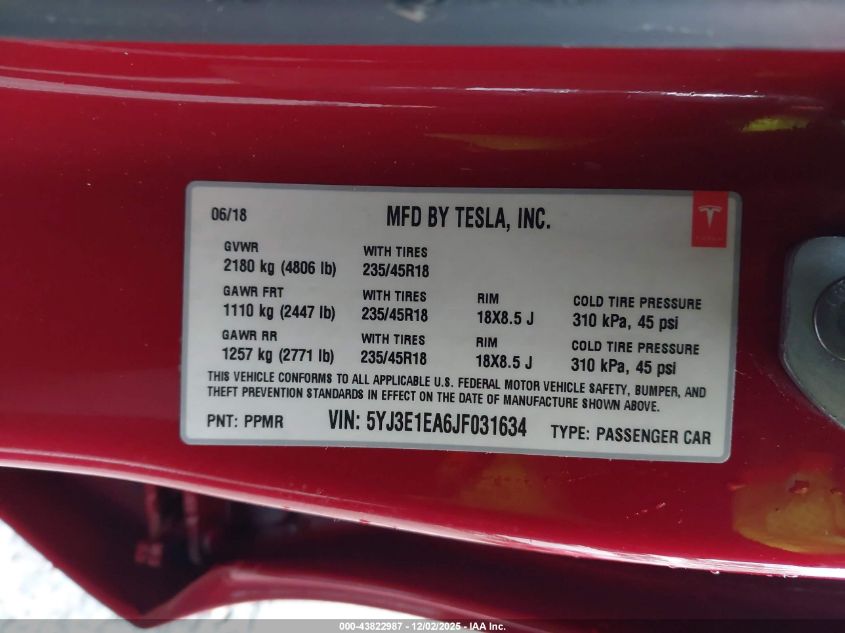 06/18 MFD BY TESLA, INC.
GVWR WITH TIRES
2180 kg (4806 lb) 235/45R18
GAWR FRT WITH TIRES RIM COLD TIRE PRESSURE
1110 kg (2447 lb) 235/45R18 18X8.5 J 310 kPa, 45 psi
GAWR RR WITH TIRES RIM COLD TIRE PRESSURE
1257 kg (2771 lb) 235/45R18 18X8.5 J 310 kPa, 45 psi
THIS VEHICLE CONFORMS TO ALL APPLICABLE U.S. FEDERAL MOTOR VEHICLE SAFETY, BUMPER, AND
THEFT PREVENTION STANDARDS IN EFFECT ON THE DATE OF MANUFACTURE SHOWN ABOVE.
PNT: PPMR VIN: 5YJ3E1EA6JF031634 TYPE: PASSENGER CAR
000-43822987 - 12/02/2025 - IAA Inc.